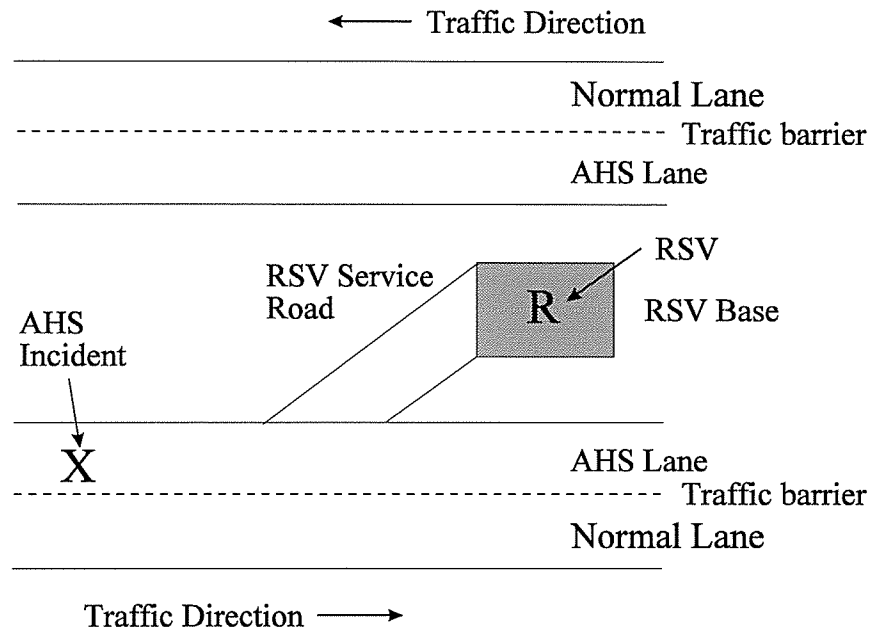 Traffic Direction
Normal Lane
Traffic barrier
AHS Lane
RSV
RSV Service
Road
R
RSV Base
AHS
Incident
X
AHS Lane
Traffic barrier
Normal Lane
Traffic Direction